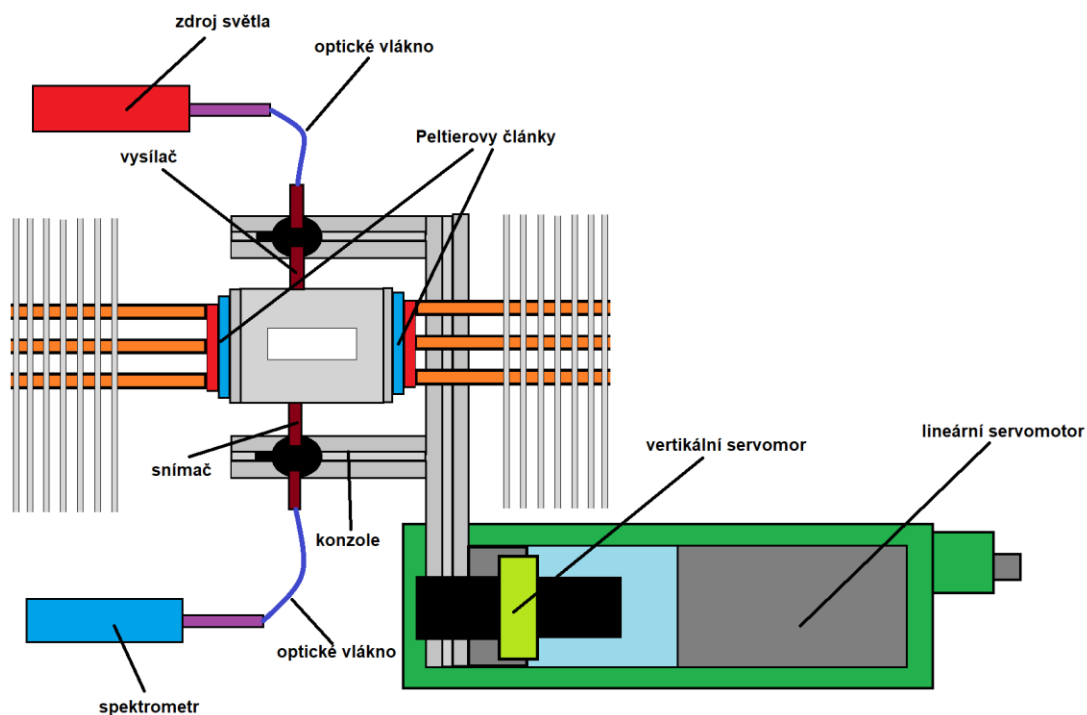 zdroj světla
optické vlákno
Peltierovy články
vysílač
vertikální servomor
lineární servomotor
snímač
konzole
optické vlákno
spektrometr